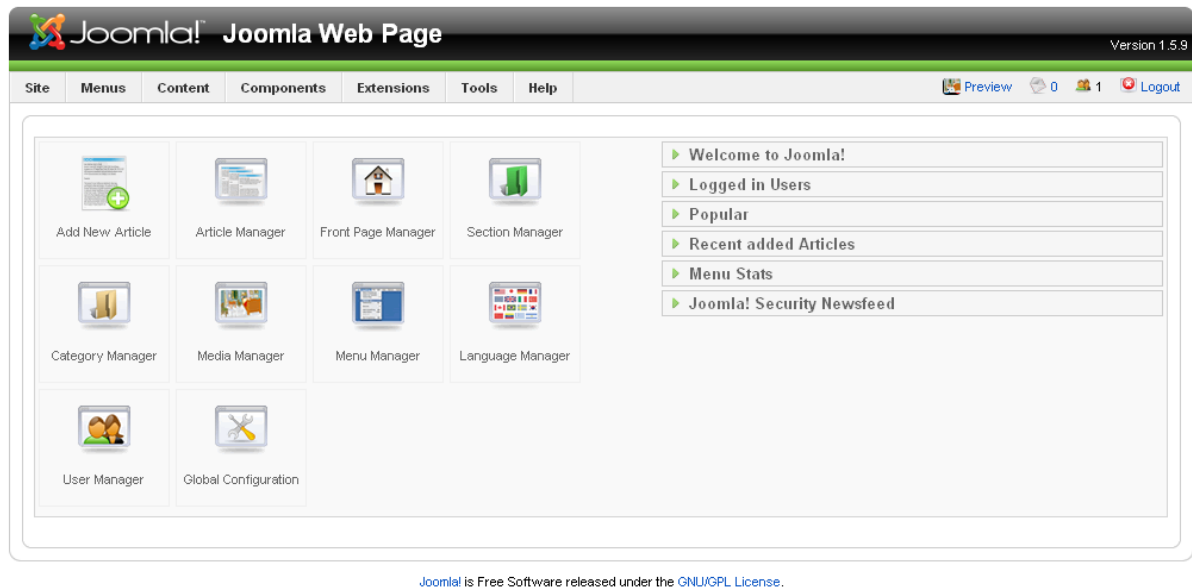 Joomla!™ Joomla Web Page
Version 1.5.9
Site Menus Content Components Extensions Tools Help Preview 0 1 Logout
Add New Article
Article Manager
Front Page Manager
Section Manager
Category Manager
Media Manager
Menu Manager
Language Manager
User Manager
Global Configuration
Welcome to Joomla!
Logged in Users
Popular
Recent added Articles
Menu Stats
Joomla! Security Newsfeed
Joomla! is Free Software released under the GNU/GPL License.